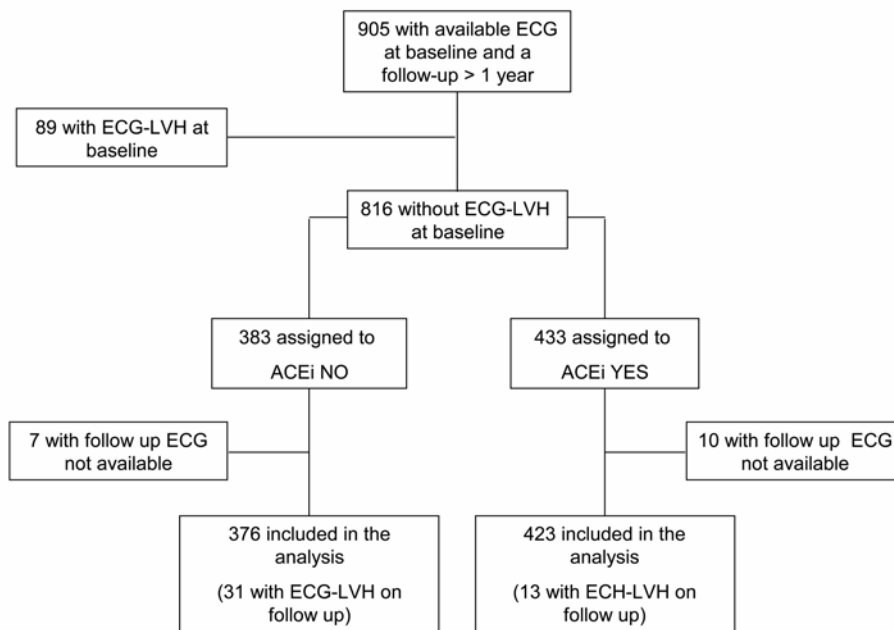 905 with available ECG
at baseline and a
follow-up > 1 year
89 with ECG-LVH at
baseline
816 without ECG-LVH
at baseline
383 assigned to
ACEi NO
433 assigned to
ACEi YES
7 with follow up ECG
not available
10 with follow up ECG
not available
376 included in the
analysis
(31 with ECG-LVH on
follow up)
423 included in the
analysis
(13 with ECH-LVH on
follow up)